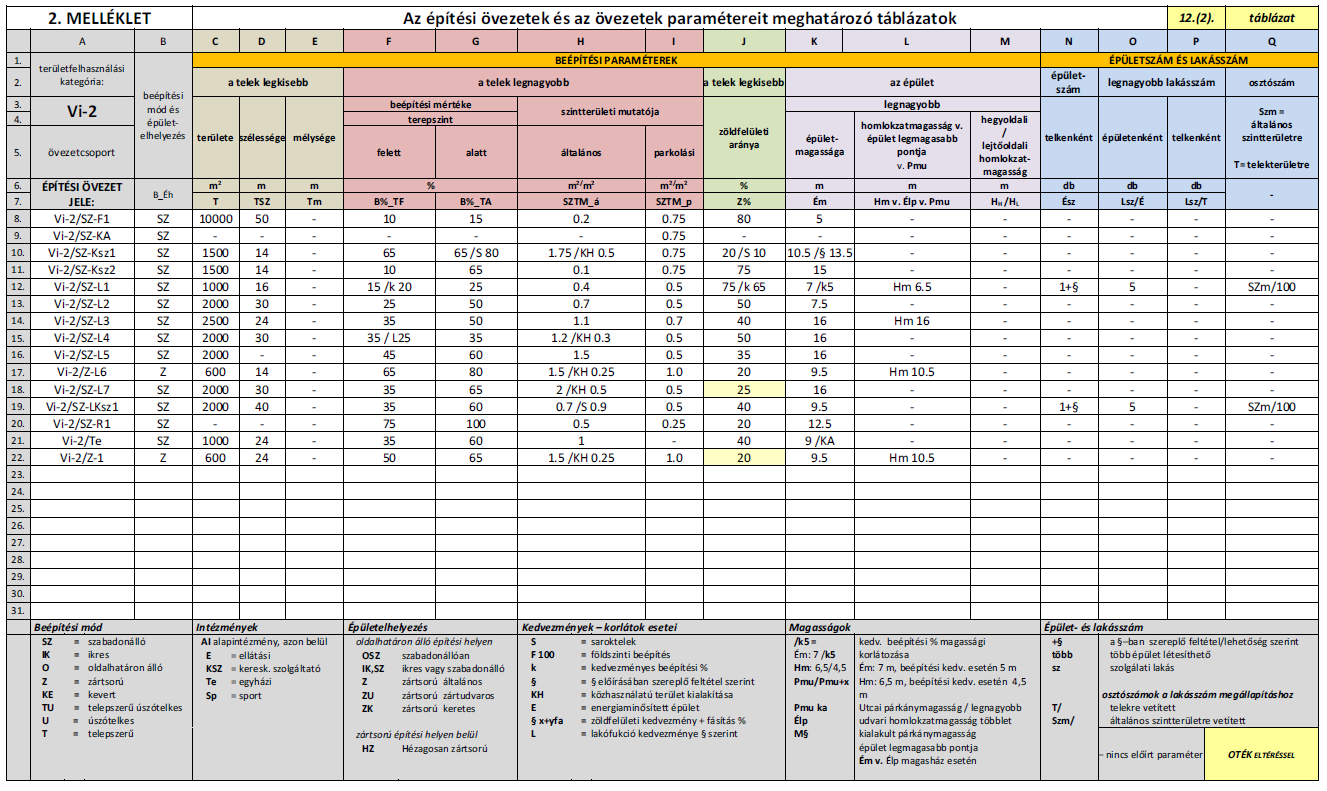 2. MELLÉKLET Az építési övezetek és az övezetek paramétereit meghatározó táblázatok 12.(2). táblázat
A B C D E F G H I J K L M N O P Q
1. területfelhasználási kategória: beépítési mód és épület-elhelyezés BEÉPÍTÉSI PARAMÉTEREK ÉPÜLETSZÁM ÉS LAKÁSSZÁM
2. a telek legkisebb a telek legnagyobb a telek legkisebb az épület épület-szám legnagyobb lakásszám osztószám
3. Vi-2 területe szélessége mélysége beépítési mértéke szintterületi mutatója zöldfelületi aránya legnagyobb telkenként épületenként telkenként Szm = általános szintterületre T= telekterületre
4. terepszint épület-magassága homlokzatmagasság v. épület legmagasabb pontja v. Pmu hegyoldali / lejtőoldali homlokzat-magasság
5. övezetcsoport felett alatt általános parkolási
6. ÉPÍTÉSI ÖVEZET JELE: B_Éh m² m m % m²/m² m²/m² % m m m db db db -
7. T TSZ Tm B%_TF B%_TA SZTM_á SZTM_p Z% Ém Hm v. Élp v. Pmu HH /HL Ész Lsz/É Lsz/T
8. Vi-2/SZ-F1 SZ 10000 50 - 10 15 0.2 0.75 80 5 - - - - - -
9. Vi-2/SZ-KA SZ - - - - - - 0.75 - - - - - - - -
10. Vi-2/SZ-Ksz1 SZ 1500 14 - 65 65 /S 80 1.75 /KH 0.5 0.75 20 /S 10 10.5 /§ 13.5 - - - - - -
11. Vi-2/SZ-Ksz2 SZ 1500 14 - 10 65 0.1 0.75 75 15 - - - - - -
12. Vi-2/SZ-L1 SZ 1000 16 - 15 /k 20 25 0.4 0.5 75 /k 65 7 /k5 Hm 6.5 - 1+§ 5 - SZm/100
13. Vi-2/SZ-L2 SZ 2000 30 - 25 50 0.7 0.5 50 7.5 - - - - - -
14. Vi-2/SZ-L3 SZ 2500 24 - 35 50 1.1 0.7 40 16 Hm 16 - - - - -
15. Vi-2/SZ-L4 SZ 2000 30 - 35 / L25 35 1.2 /KH 0.3 0.5 50 16 - - - - - -
16. Vi-2/SZ-L5 SZ 2000 - - 45 60 1.5 0.5 35 16 - - - - - -
17. Vi-2/Z-L6 Z 600 14 - 65 80 1.5 /KH 0.25 1.0 20 9.5 Hm 10.5 - - - - -
18. Vi-2/SZ-L7 SZ 2000 30 - 35 65 2 /KH 0.5 0.5 25 16 - - - - - -
19. Vi-2/SZ-LKsz1 SZ 2000 40 - 35 60 0.7 /S 0.9 0.5 40 9.5 - - 1+§ 5 - SZm/100
20. Vi-2/SZ-R1 SZ - - - 75 100 0.5 0.25 20 12.5 - - - - - -
21. Vi-2/Te SZ 1000 24 - 35 60 1 - 40 9 /KA - - - - - -
22. Vi-2/Z-1 Z 600 24 - 50 65 1.5 /KH 0.25 1.0 20 9.5 Hm 10.5 - - - - -
23.
24.
25.
26.
27.
28.
29.
30.
31.
Beépítési mód
SZ = szabadonálló
IK = ikres
O = oldalhatáron álló
Z = zártsorú
KE = kevert
TU = telepszerű úszótelkes
U = úszótelkes
T = telepszerű
Intézmények
AI alapintézmény, azon belül
E = ellátási
KSZ = keresk. szolgáltató
Te = egyházi
Sp = sport
Épületelhelyezés
oldalhatáron álló építési helyen
OSZ szabadonállóan
IK,SZ ikres vagy szabadonálló
Z zártsorú általános
ZU zártsorú zártudvaros
ZK zártsorú keretes
zártsorú építési helyen belül
HZ Hézagosan zártsorú
Kedvezmények – korlátok esetei
S = saroktelek
F 100 = földszinti beépítés
k = kedvezményes beépítési %
§ = § előírásában szereplő feltétel szerint
KH = közhasználatú terület kialakítása
E = energiaminősített épület
§ x+yfa = zöldfelületi kedvezmény + fásítás %
L = lakófukció kedvezménye § szerint
Magasságok
/k5 = kedv. beépítési % magassági
korlátozása
Ém: 7 /k5 Ém: 7 m, beépítési kedv. esetén 5 m
Hm: 6,5/4,5 Hm: 6,5 m, beépítési kedv. esetén 4,5
m
Pmu/Pmu+x
Pmu ka Utcai párkánymagasság / legnagyobb
Élp udvari homlokzatmagasság többlet
M§ kialakult párkánymagasság
épület legmagasabb pontja
Ém v. Élp magasház esetén
Épület- és lakásszám
+§ a §–ban szereplő feltétel/lehetőség szerint
több több épület létesíthető
sz szolgálati lakás
osztószámok a lakásszám megállapításhoz
T/ telekre vetített
Szm/ általános szintterületre vetített
– nincs előírt paraméter OTÉK ELTÉRÉSSEL